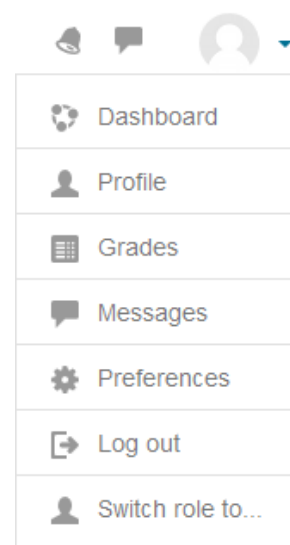 Dashboard
Profile
Grades
Messages
Preferences
Log out
Switch role to...